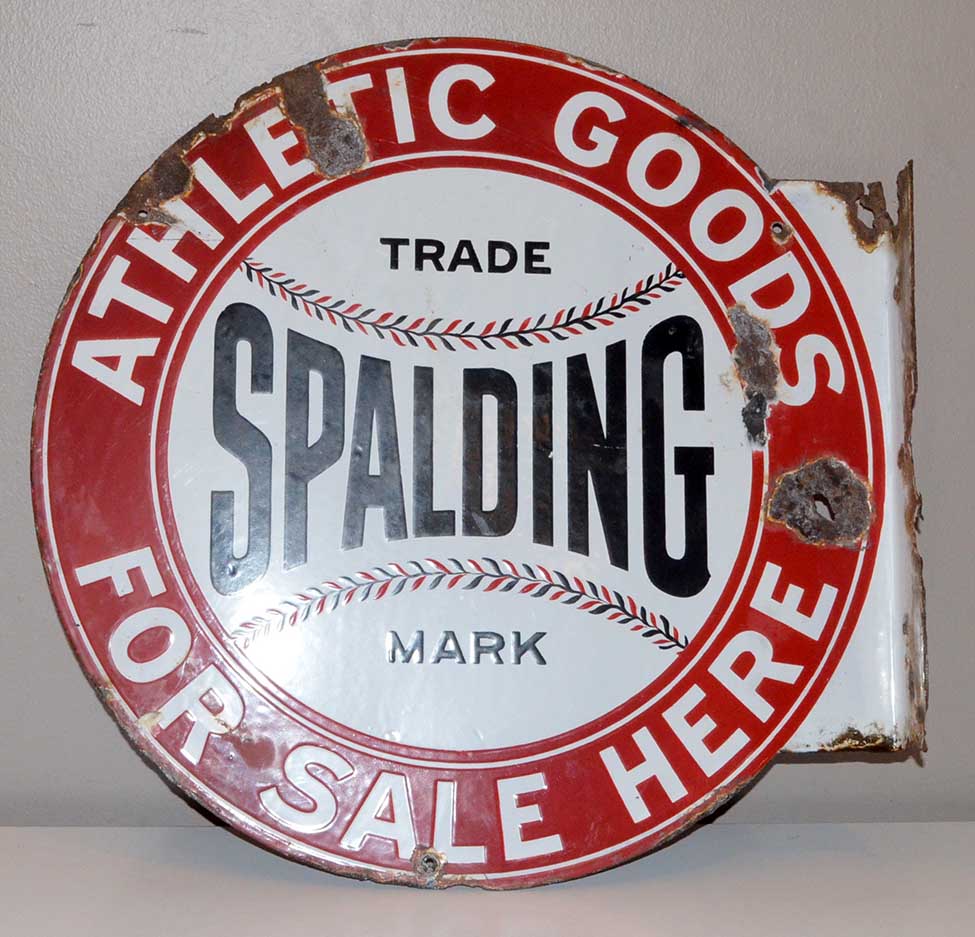 ATHLETIC GOODS
TRADE
SPALDING
MARK
FOR SALE HERE